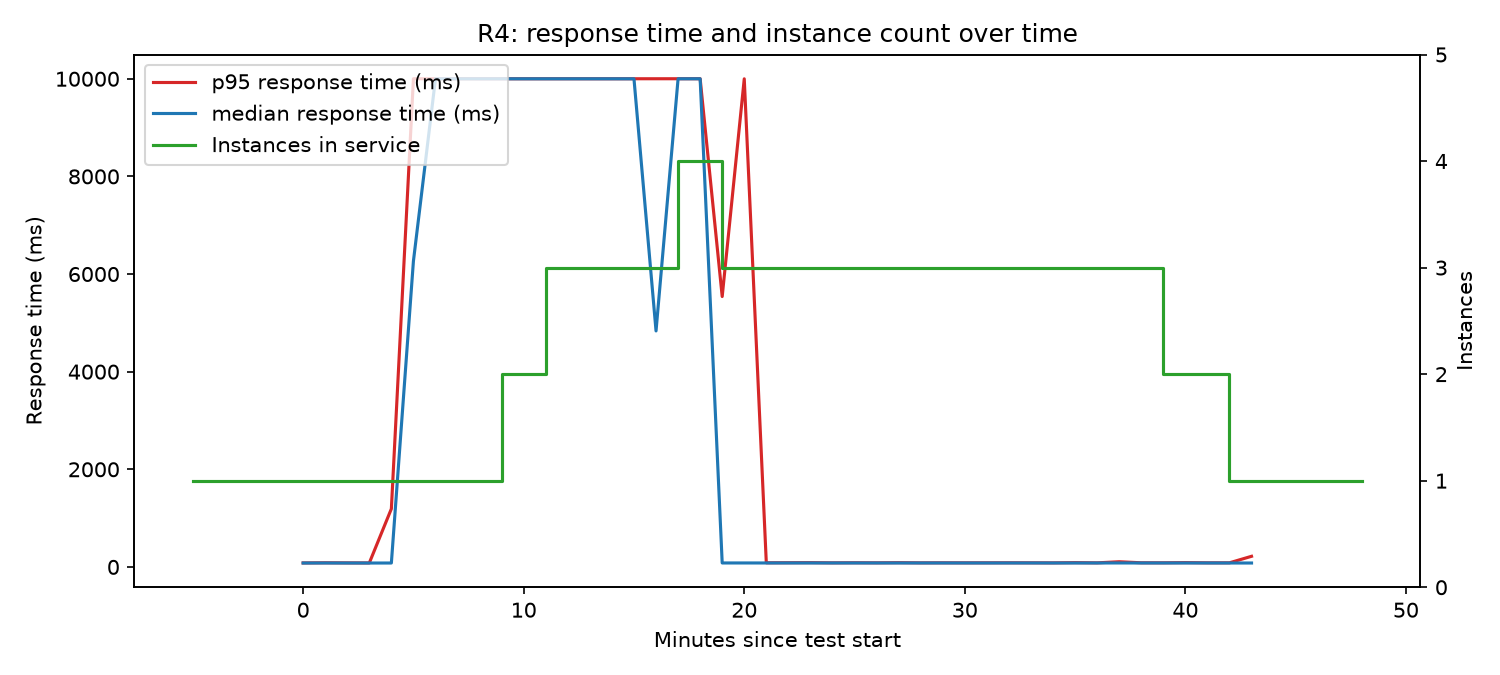 R4: response time and instance count over time
p95 response time (ms)
median response time (ms)
Instances in service
Response time (ms)
10000
8000
6000
4000
2000
0
5
4
3
2
1
0
Instances
0 10 20 30 40 50
Minutes since test start